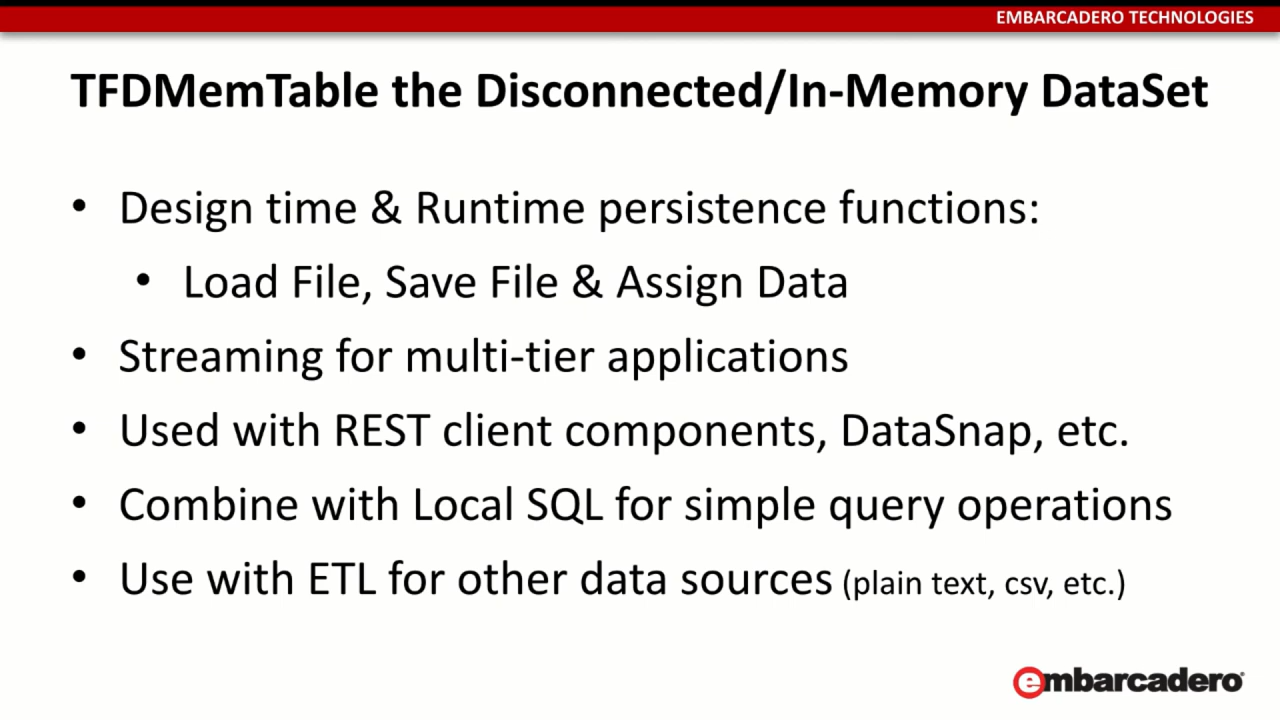 EMBARCADERO TECHNOLOGIES
TFDMemTable the Disconnected/In-Memory DataSet
• Design time & Runtime persistence functions:
• Load File, Save File & Assign Data
• Streaming for multi-tier applications
• Used with REST client components, DataSnap, etc.
• Combine with Local SQL for simple query operations
• Use with ETL for other data sources (plain text, csv, etc.)
embarcadero